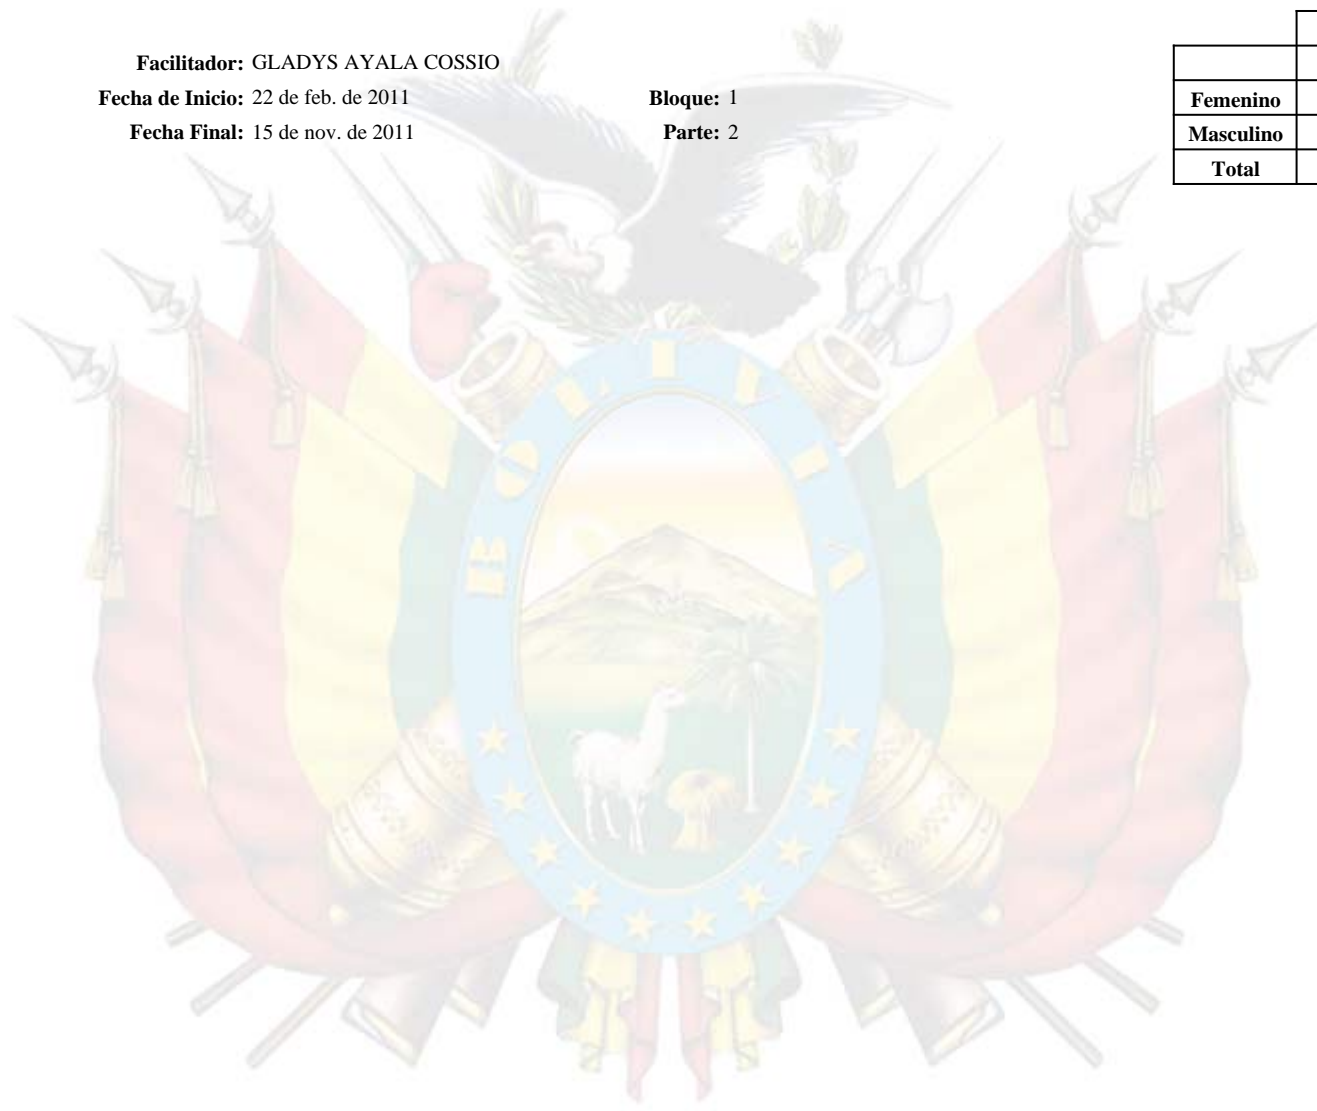 Facilitador: GLADYS AYALA COSSIO
Fecha de Inicio: 22 de feb. de 2011 Bloque: 1
Femenino
Fecha Final: 15 de nov. de 2011 Parte: 2
Masculino
Total
BOLIVIA